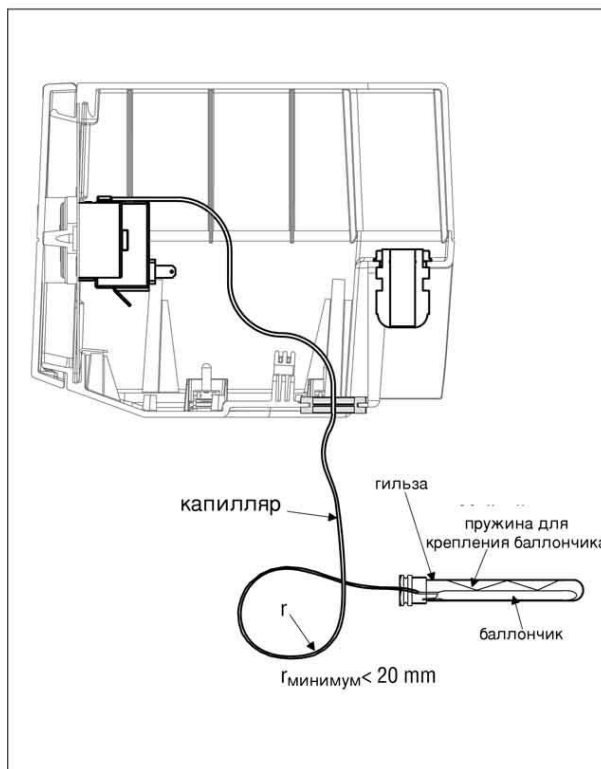 гильза
капилляр
пружина для
крепления баллончика
баллончик
r
rминимум< 20 mm